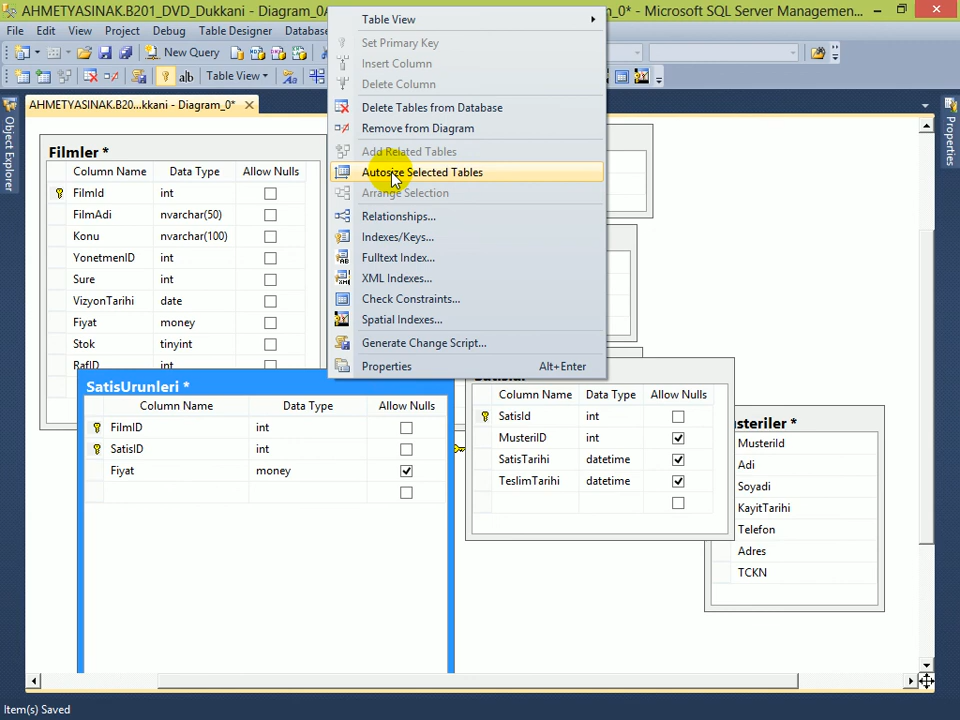 AHMETYASINAK.B201_DVD_Dukkani - Diagram_0* - Microsoft SQL Server Managemen...
File Edit View Project Debug Table Designer Database
New Query
Table View
AHMETYASINAK.B20...kkani - Diagram_0*
Object Explorer
Properties
Table View
Set Primary Key
Insert Column
Delete Column
Delete Tables from Database
Remove from Diagram
Add Related Tables
Autosize Selected Tables
Arrange Selection
Relationships...
Indexes/Keys...
Fulltext Index...
XML Indexes...
Check Constraints...
Spatial Indexes...
Generate Change Script...
Properties Alt+Enter
Filmler *
Column Name Data Type Allow Nulls
FilmId int
FilmAdi nvarchar(50)
Konu nvarchar(100)
YonetmenID int
Sure int
VizyonTarihi date
Fiyat money
Stok tinyint
RafID int
SatisUrunleri *
Column Name Data Type Allow Nulls
FilmID int
SatisID int
Fiyat money
Column Name Data Type Allow Nulls
SatisId int
MusteriID int
SatisTarihi datetime
TeslimTarihi datetime
usteriler *
MusteriId
Adi
Soyadi
KayitTarihi
Telefon
Adres
TCKN
Item(s) Saved